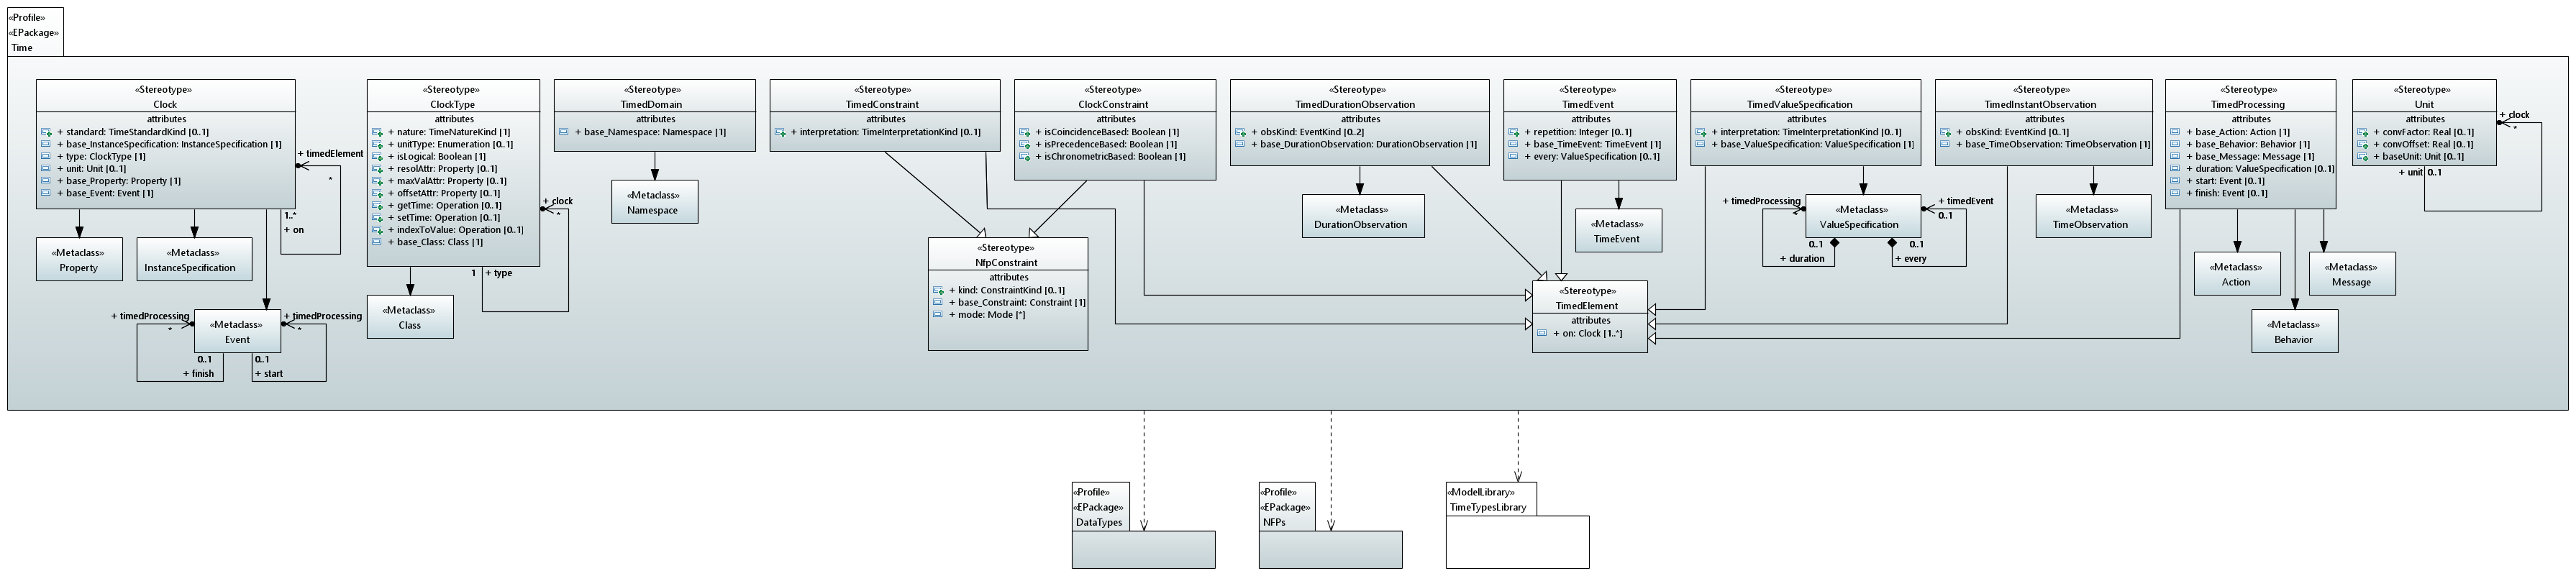 «Profile»
«EPackage»
Time
«Stereotype»
Clock
attributes
+ standard: TimeStandardKind [0..1]
+ base_InstanceSpecification: InstanceSpecification [1]
+ type: ClockType [1]
+ unit: Unit [0..1]
+ base_Property: Property [1]
+ base_Event: Event [1]
+ timedElement
*
1..*
+ on
«Metaclass»
Property
«Metaclass»
InstanceSpecification
+ timedProcessing
*
«Metaclass»
Event
+ timedProcessing
*
0..1
+ finish
0..1
+ start
«Stereotype»
ClockType
attributes
+ nature: TimeNatureKind [1]
+ unitType: Enumeration [0..1]
+ isLogical: Boolean [1]
+ resolAttr: Property [0..1]
+ maxValAttr: Property [0..1]
+ offsetAttr: Property [0..1]
+ getTime: Operation [0..1]
+ setTime: Operation [0..1]
+ indexToValue: Operation [0..1]
+ base_Class: Class [1]
+ clock
*
1
+ type
«Metaclass»
Class
«Stereotype»
TimedDomain
attributes
+ base_Namespace: Namespace [1]
«Metaclass»
Namespace
«Stereotype»
TimedConstraint
attributes
+ interpretation: TimeInterpretationKind [0..1]
«Stereotype»
ClockConstraint
attributes
+ isCoincidenceBased: Boolean [1]
+ isPrecedenceBased: Boolean [1]
+ isChronometricBased: Boolean [1]
«Stereotype»
NfpConstraint
attributes
+ kind: ConstraintKind [0..1]
+ base_Constraint: Constraint [1]
+ mode: Mode [*]
«Stereotype»
TimedDurationObservation
attributes
+ obsKind: EventKind [0..2]
+ base_DurationObservation: DurationObservation [1]
«Metaclass»
DurationObservation
«Stereotype»
TimedEvent
attributes
+ repetition: Integer [0..1]
+ base_TimeEvent: TimeEvent [1]
+ every: ValueSpecification [0..1]
«Metaclass»
TimeEvent
«Stereotype»
TimedElement
attributes
+ on: Clock [1..*]
«Stereotype»
TimedValueSpecification
attributes
+ interpretation: TimeInterpretationKind [0..1]
+ base_ValueSpecification: ValueSpecification [1]
+ timedProcessing
*
«Metaclass»
ValueSpecification
+ timedEvent
0..1
0..1
+ duration
0..1
+ every
«Stereotype»
TimedInstantObservation
attributes
+ obsKind: EventKind [0..1]
+ base_TimeObservation: TimeObservation [1]
«Metaclass»
TimeObservation
«Stereotype»
TimedProcessing
attributes
+ base_Action: Action [1]
+ base_Behavior: Behavior [1]
+ base_Message: Message [1]
+ duration: ValueSpecification [0..1]
+ start: Event [0..1]
+ finish: Event [0..1]
«Metaclass»
Action
«Metaclass»
Message
«Metaclass»
Behavior
«Stereotype»
Unit
attributes
+ convFactor: Real [0..1]
+ convOffset: Real [0..1]
+ baseUnit: Unit [0..1]
+ clock
*
+ unit 0..1
«Profile»
«EPackage»
DataTypes
«Profile»
«EPackage»
NFPs
«ModelLibrary»
TimeTypesLibrary